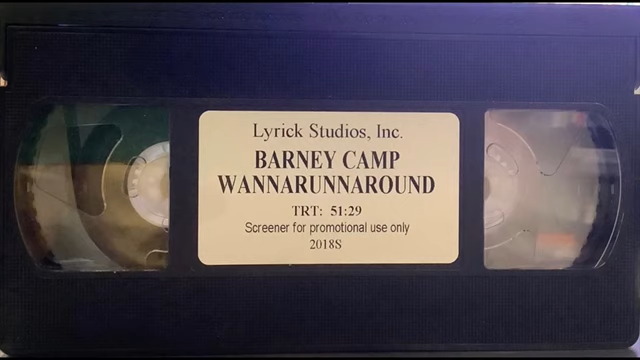 Lyrick Studios, Inc.
BARNEY CAMP
WANNARUNNAROUND
TRT: 51:29
Screener for promotional use only
2018S